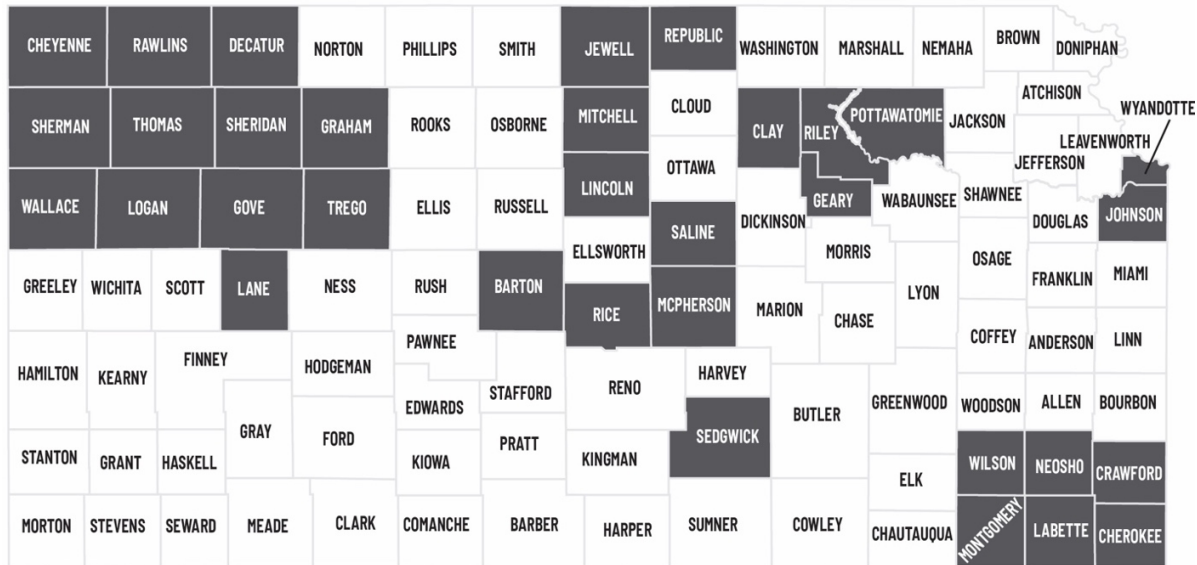 CHEYENNE
RAWLINS
DECATUR
NORTON
PHILLIPS
SMITH
JEWELL
REPUBLIC
WASHINGTON
MARSHALL
NEMAHA
BROWN
DONIPHAN
SHERMAN
THOMAS
SHERIDAN
GRAHAM
ROOKS
OSBORNE
MITCHELL
CLOUD
CLAY
RILEY
POTTAWATOMIE
JACKSON
ATCHISON
WYANDOTTE
LEAVENWORTH
JEFFERSON
WALLACE
LOGAN
GOVE
TREGO
ELLIS
RUSSELL
LINCOLN
OTTAWA
SALINE
DICKINSON
GEARY
WABAUNSEE
SHAWNEE
DOUGLAS
JOHNSON
GREELEY
WICHITA
SCOTT
LANE
NESS
RUSH
BARTON
ELLSWORTH
RICE
MCPHERSON
MARION
MORRIS
CHASE
LYON
OSAGE
FRANKLIN
MIAMI
HAMILTON
KEARNY
FINNEY
HODGEMAN
PAWNEE
EDWARDS
STAFFORD
RENO
HARVEY
SEDGWICK
BUTLER
GREENWOOD
COFFEY
ANDERSON
LINN
WOODSON
ALLEN
BOURBON
STANTON
GRANT
HASKELL
GRAY
FORD
KIOWA
PRATT
KINGMAN
ELK
WILSON
NEOSHO
CRAWFORD
MORTON
STEVENS
SEWARD
MEADE
CLARK
COMANCHE
BARBER
HARPER
SUMNER
COWLEY
CHAUTAUQUA
MONTGOMERY
LABETTE
CHEROKEE